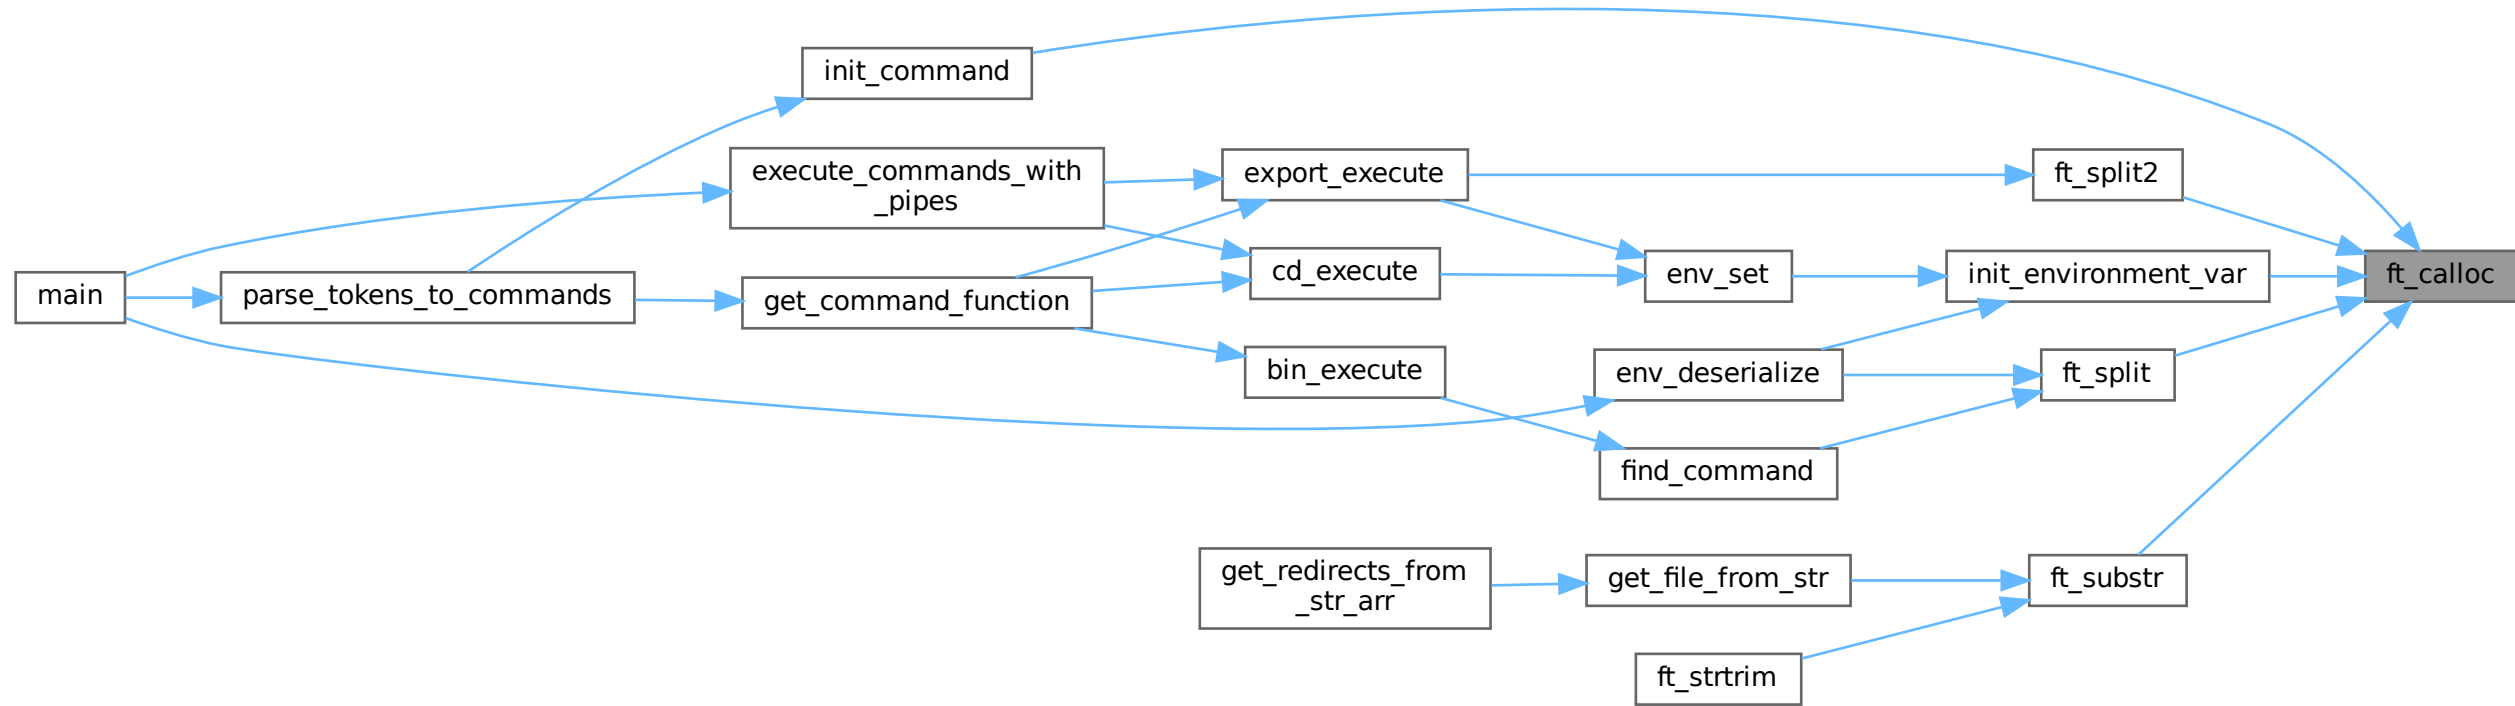 init_command
execute_commands_with
_pipes
export_execute
ft_split2
main
parse_tokens_to_commands
get_command_function
cd_execute
env_set
init_environment_var
ft_calloc
bin_execute
env_deserialize
ft_split
find_command
get_redirects_from
_str_arr
get_file_from_str
ft_substr
ft_strtrim